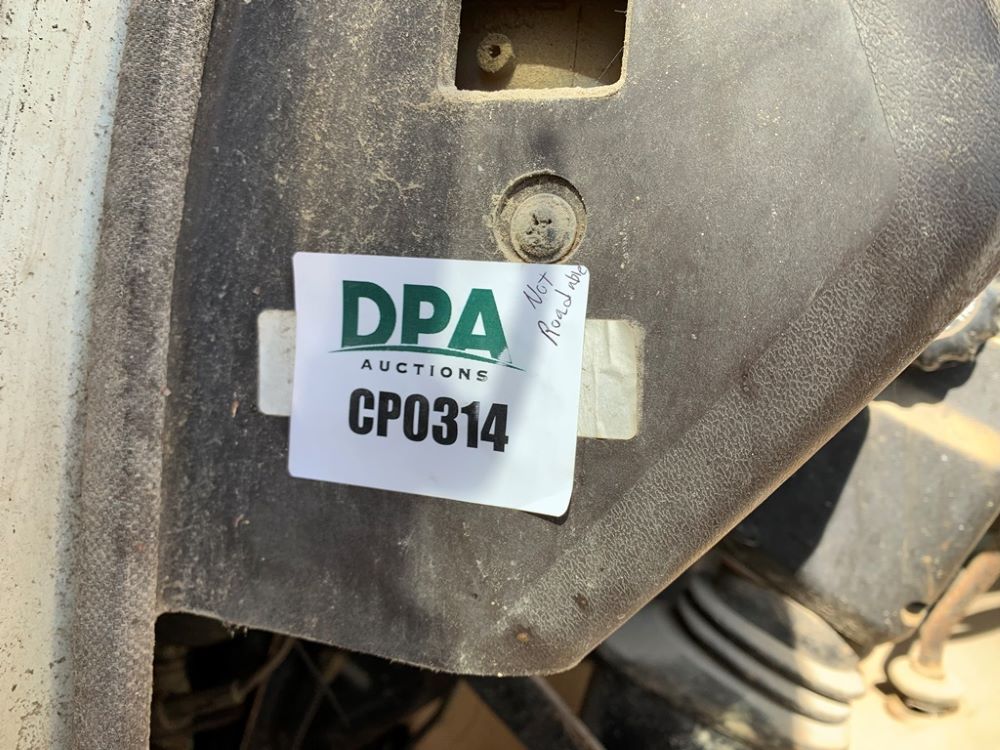 DPA
AUCTIONS
CP0314
Not
Roadable